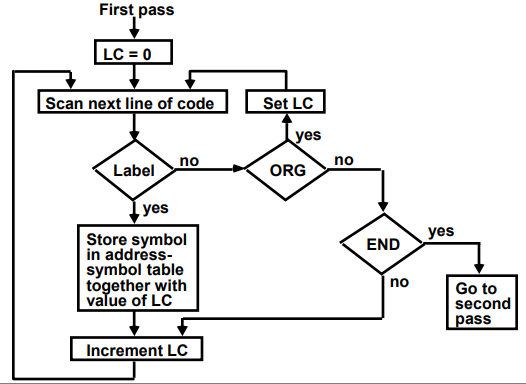 First pass
LC = 0
Scan next line of code
Set LC
yes
Label
no
ORG
no
yes
Store symbol
in address-
symbol table
together with
value of LC
END
yes
no
Go to
second
pass
Increment LC